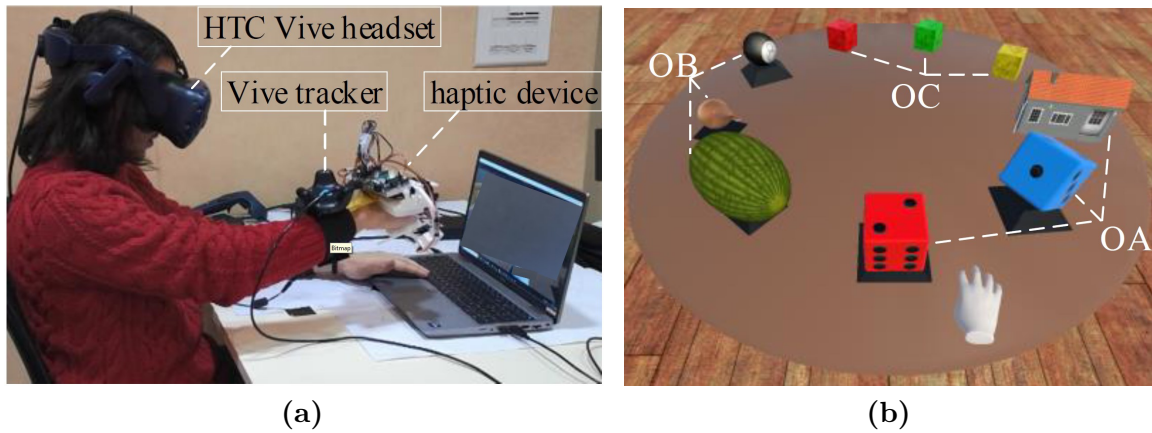 HTC Vive headset
Vive tracker
haptic device
Bitmap
OB
OC
OA
(a)
(b)